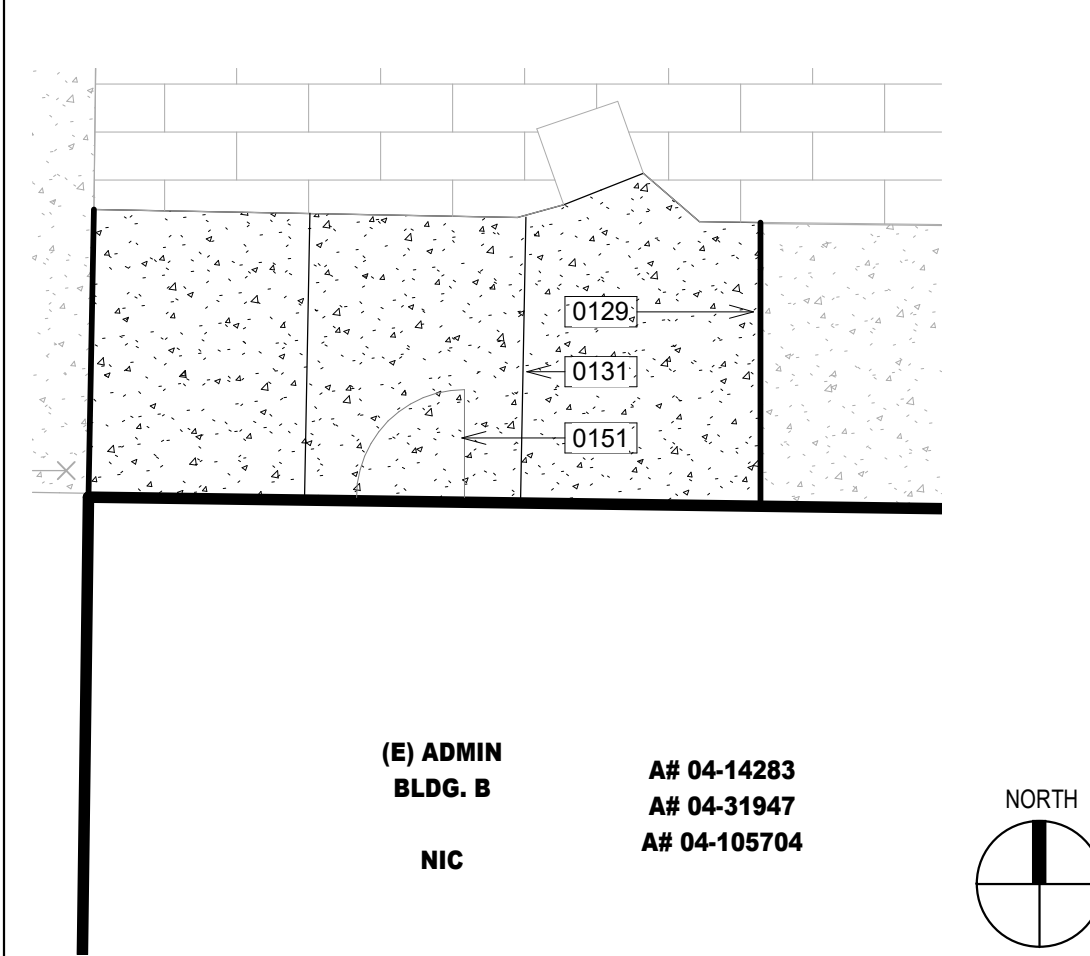 0129
0131
0151
(E) ADMIN
BLDG. B
NIC
A# 04-14283
A# 04-31947
A# 04-105704
NORTH